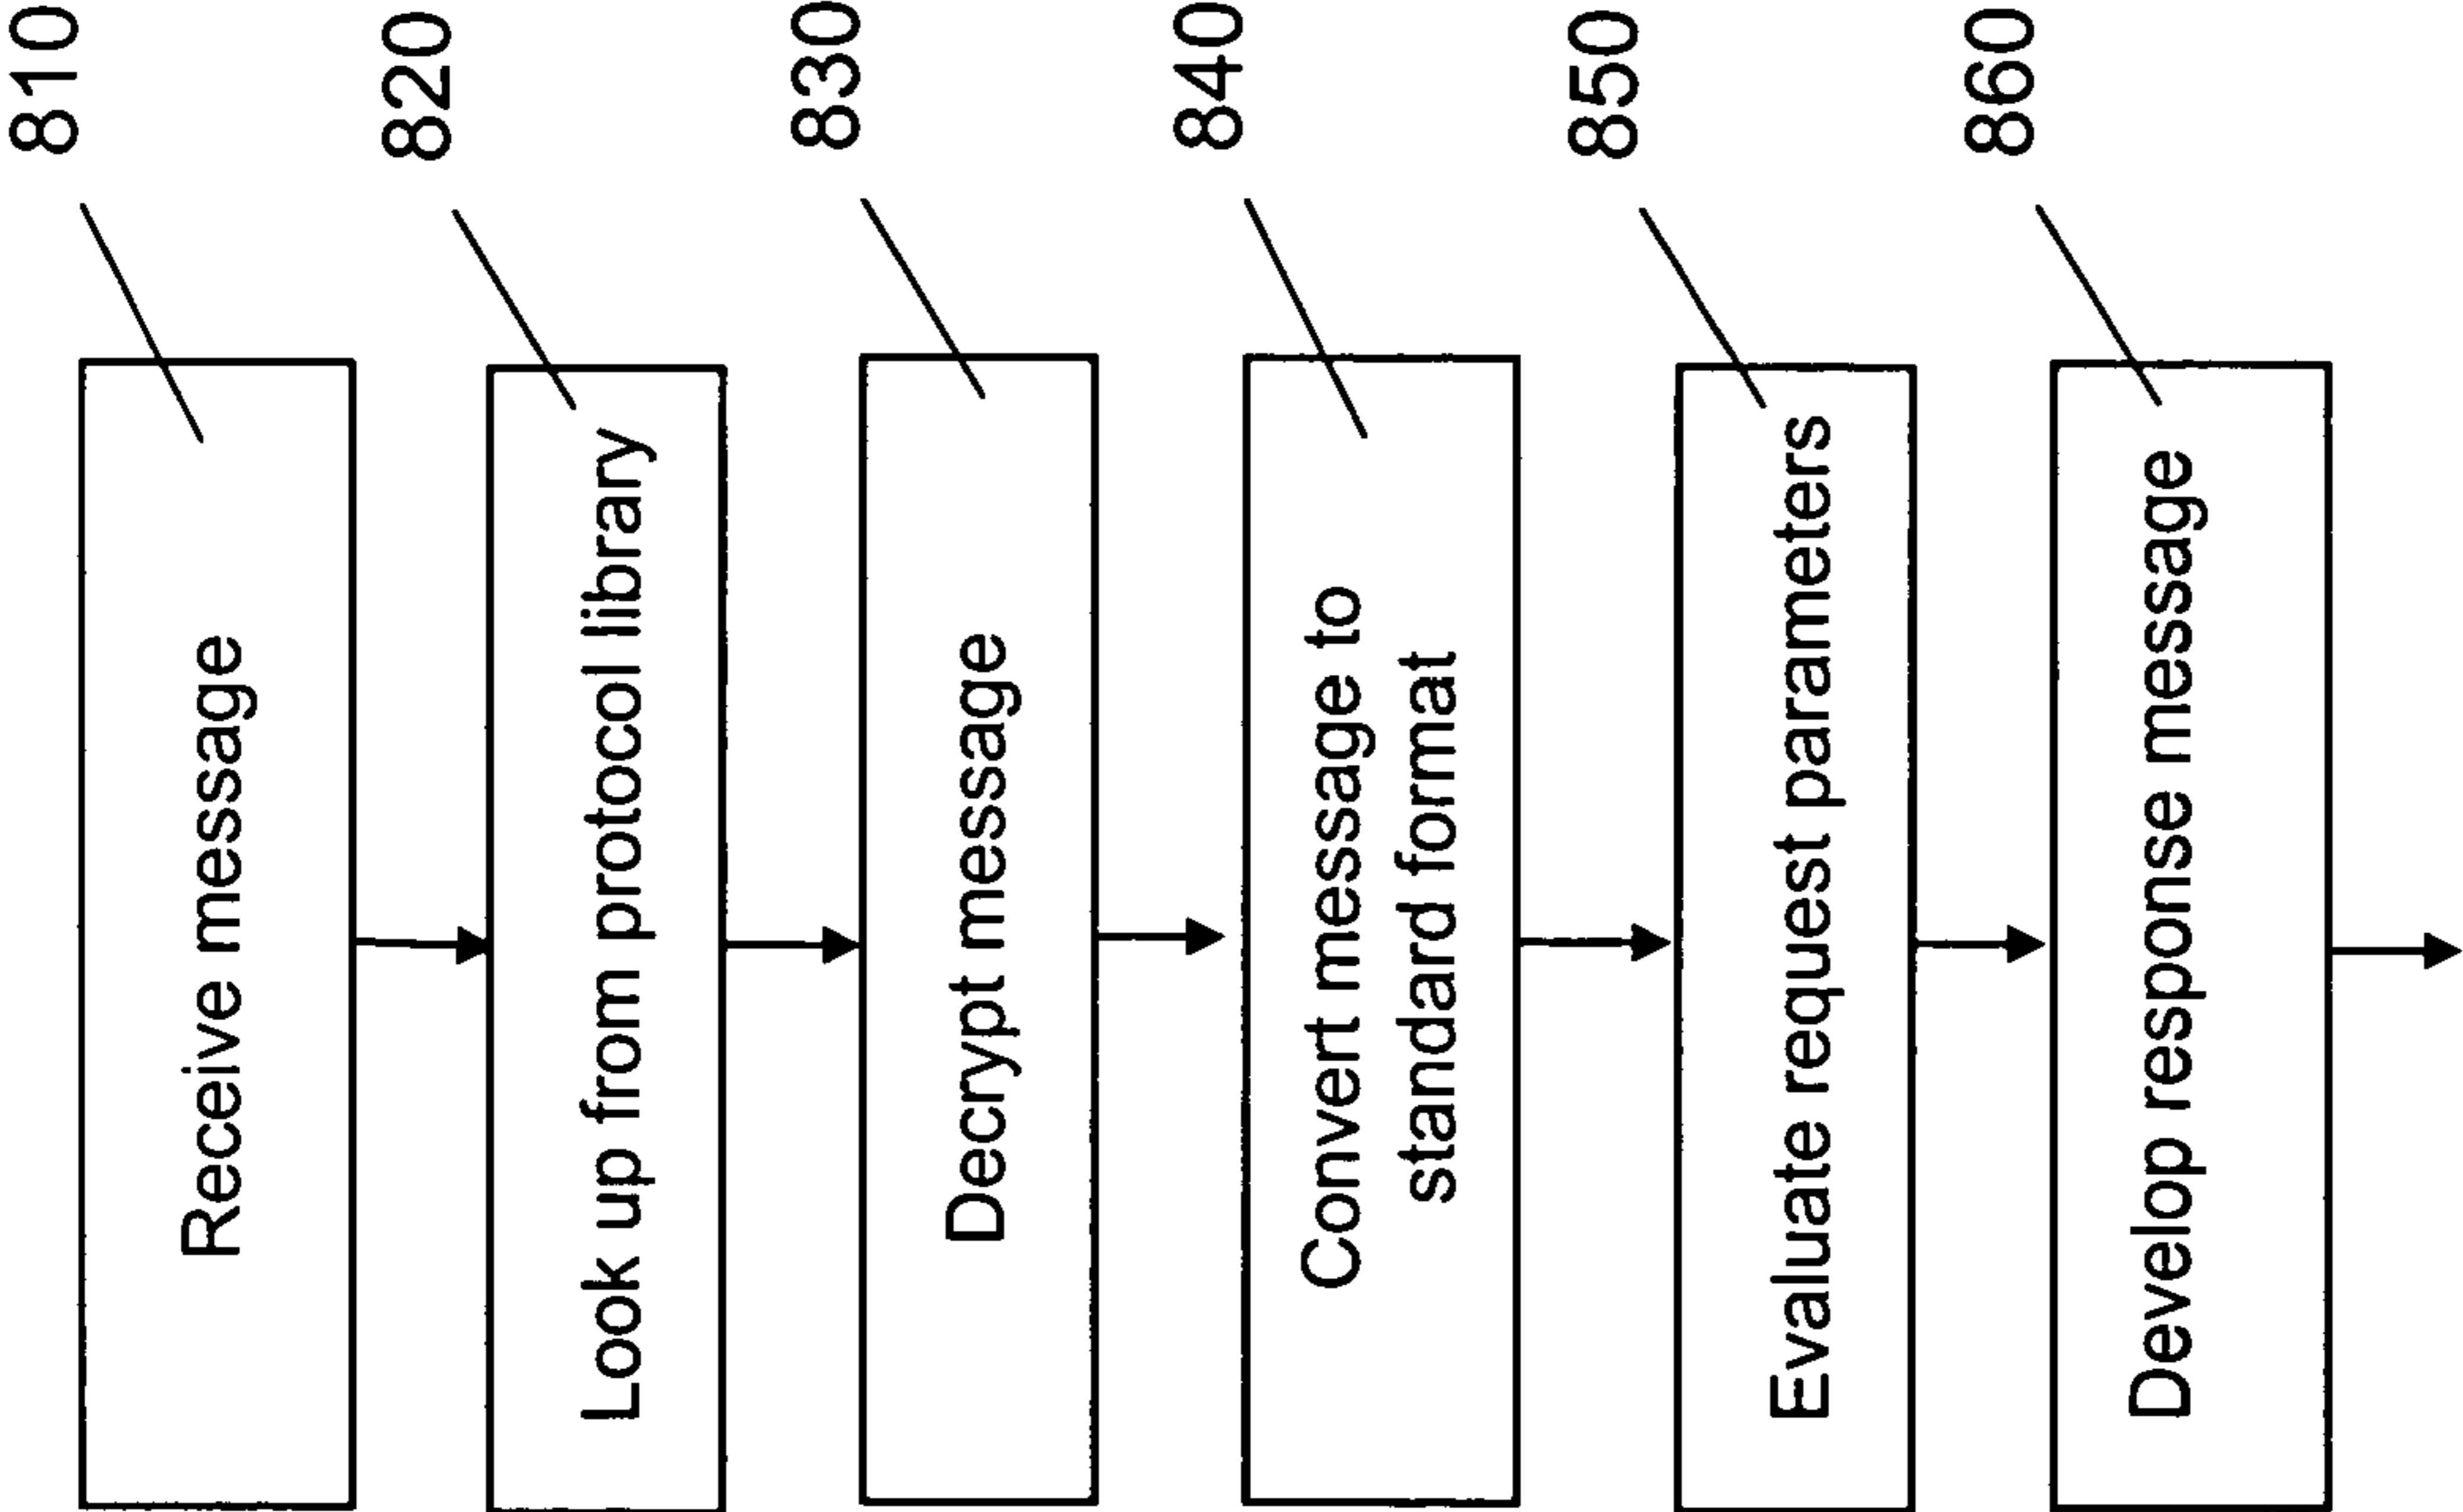 810
Receive message
820
Look up from protocol library
830
Decrypt message
840
Convert message to
standard format
850
Evaluate request parameters
860
Develop response message